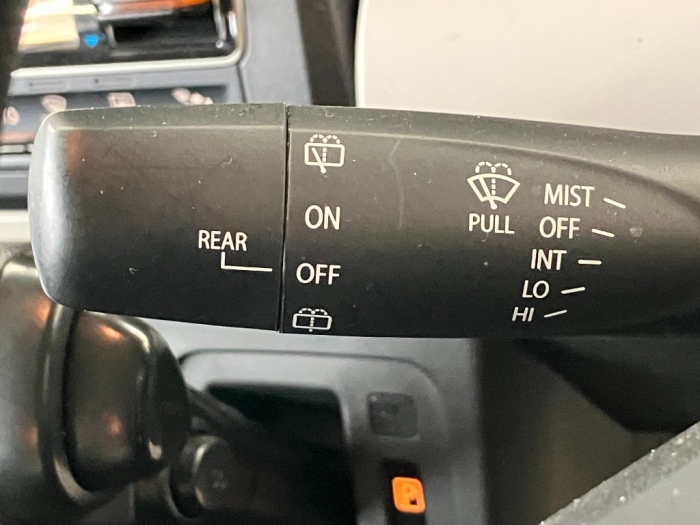 REAR
ON
OFF
PULL
MIST
OFF
INT
LO
HI
P